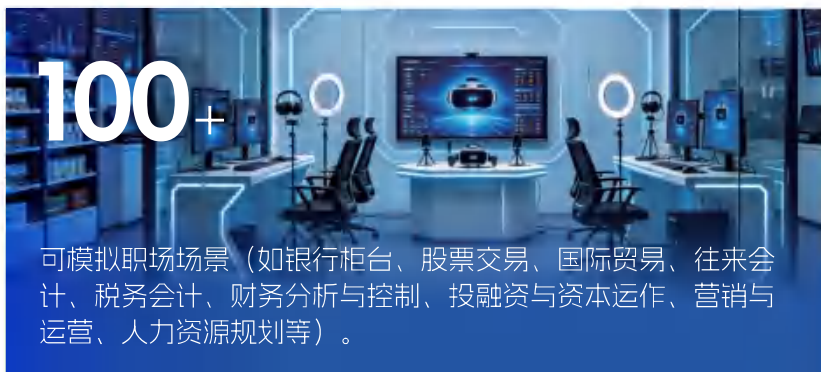 100+
可模拟职场场景（如银行柜台、股票交易、国际贸易、往来会
计、税务会计、财务分析与控制、投融资与资本运作、营销与
运营、人力资源规划等）。